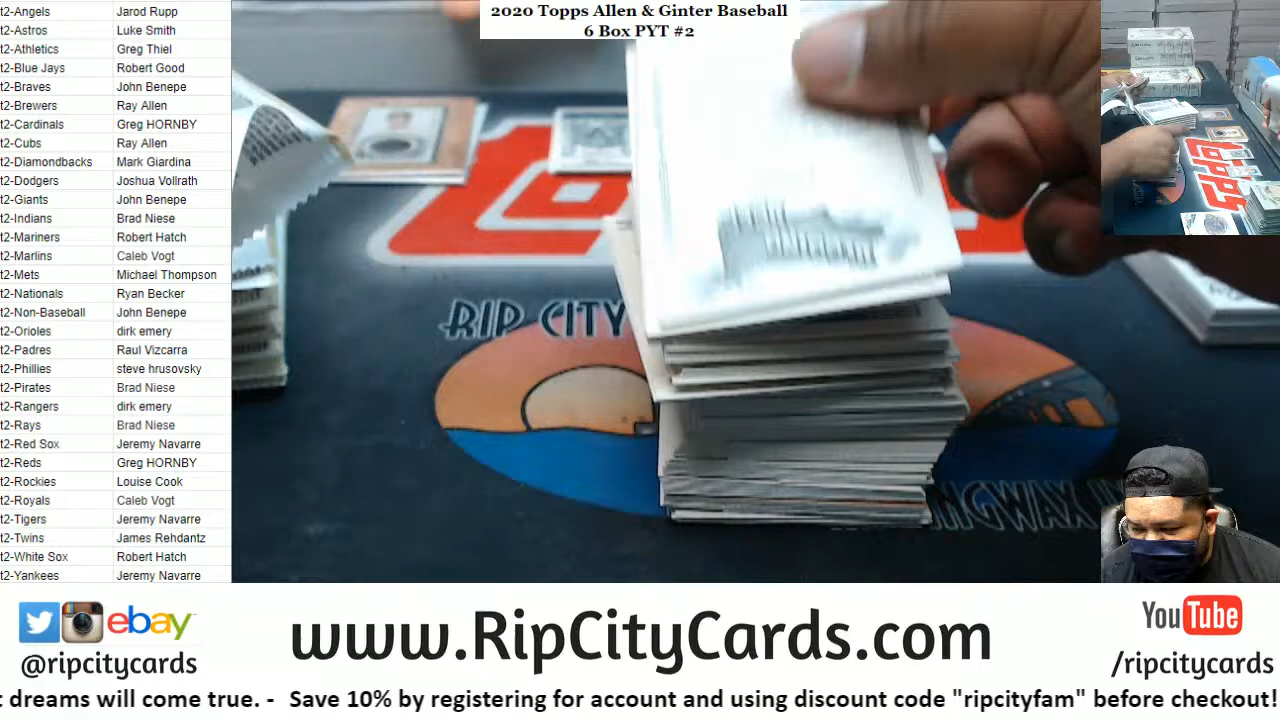 2020 Topps Allen & Ginter Baseball
6 Box PYT #2
t2-Angels Jarod Rupp
t2-Astros Luke Smith
t2-Athletics Greg Thiel
t2-Blue Jays Robert Good
t2-Braves John Benepe
t2-Brewers Ray Allen
t2-Cardinals Greg HORNBY
t2-Cubs Ray Allen
t2-Diamondbacks Mark Giardina
t2-Dodgers Joshua Vollrath
t2-Giants John Benepe
t2-Indians Brad Niese
t2-Mariners Robert Hatch
t2-Marlins Caleb Vogt
t2-Mets Michael Thompson
t2-Nationals Ryan Becker
t2-Non-Baseball John Benepe
t2-Orioles dirk emery
t2-Padres Raul Vizcarra
t2-Phillies steve hrusovsky
t2-Pirates Brad Niese
t2-Rangers dirk emery
t2-Rays Brad Niese
t2-Red Sox Jeremy Navarre
t2-Reds Greg HORNBY
t2-Rockies Louise Cook
t2-Royals Caleb Vogt
t2-Tigers Jeremy Navarre
t2-Twins James Rehdantz
t2-White Sox Robert Hatch
t2-Yankees Jeremy Navarre
RIP CITY
Topps
ebay
@ripcitycards
www.RipCityCards.com
YouTube
/ripcitycards
dreams will come true. - Save 10% by registering for account and using discount code "ripcityfam" before checkout!